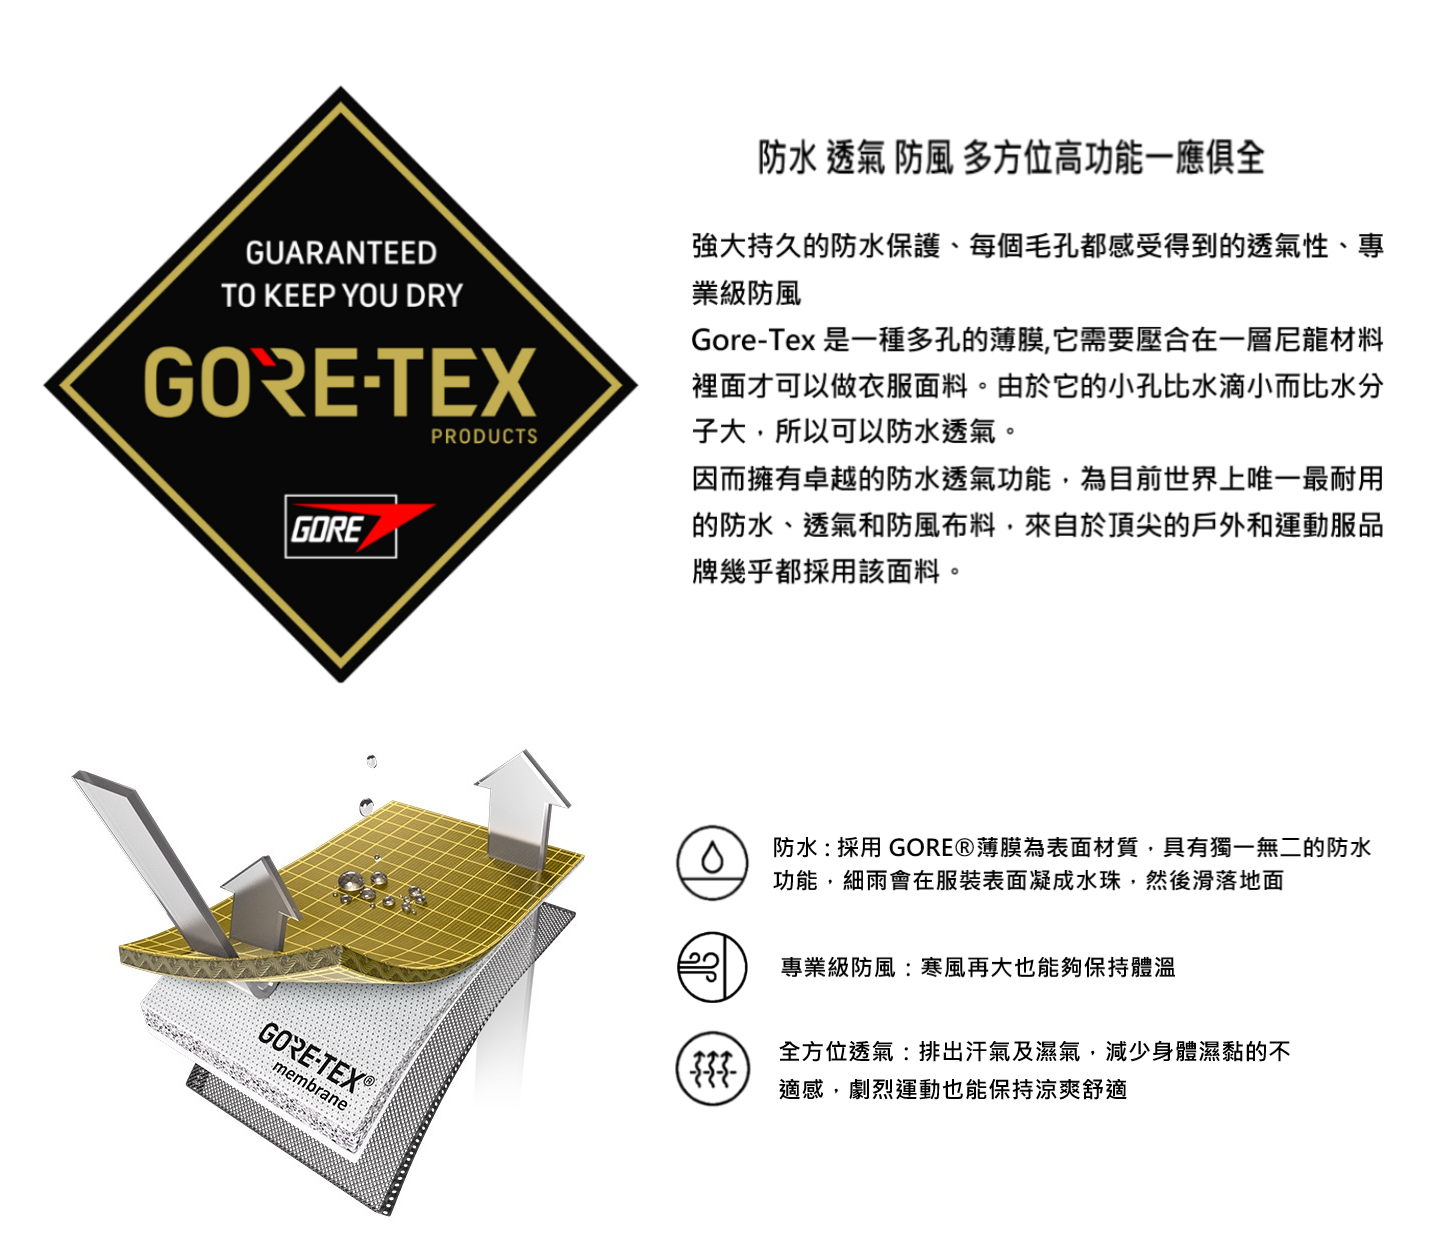 GUARANTEED
TO KEEP YOU DRY
GORE-TEX
PRODUCTS
GORE
防水 透氣 防風 多方位高功能一應俱全
強大持久的防水保護、每個毛孔都感受得到的透氣性、專
業級防風
Gore-Tex 是一種多孔的薄膜,它需要壓合在一層尼龍材料
裡面才可以做衣服面料。由於它的小孔比水滴小而比水分
子大，所以可以防水透氣。
因而擁有卓越的防水透氣功能，為目前世界上唯一最耐用
的防水、透氣和防風布料，來自於頂尖的戶外和運動服品
牌幾乎都採用該面料。
GORE-TEX®
membrane
防水 : 採用 GORE®薄膜為表面材質，具有獨一無二的防水
功能，細雨會在服裝表面凝成水珠，然後滑落地面
專業級防風：寒風再大也能夠保持體溫
全方位透氣：排出汗氣及濕氣，減少身體濕黏的不
適感，劇烈運動也能保持涼爽舒適